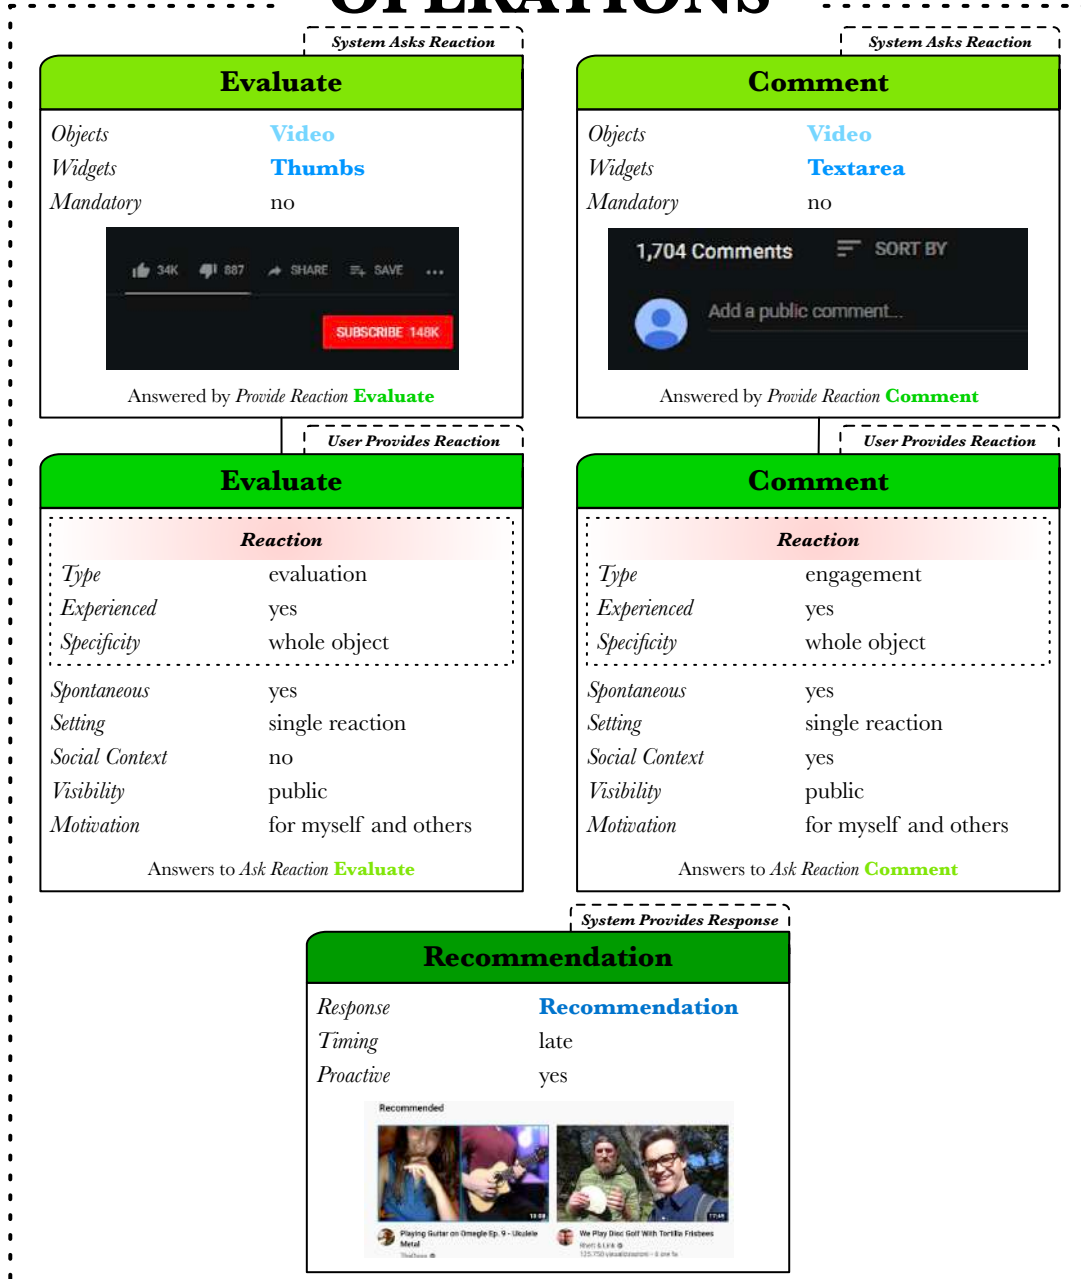 OPERATIONS
System Asks Reaction
Evaluate
Objects Video
Widgets Thumbs
Mandatory no
34K 887 SHARE SAVE ...
SUBSCRIBE 148K
Answered by Provide Reaction Evaluate
System Asks Reaction
Comment
Objects Video
Widgets Textarea
Mandatory no
1,704 Comments SORT BY
Add a public comment...
Answered by Provide Reaction Comment
User Provides Reaction
Evaluate
Reaction
Type evaluation
Experienced yes
Specificity whole object
Spontaneous yes
Setting single reaction
Social Context no
Visibility public
Motivation for myself and others
Answers to Ask Reaction Evaluate
User Provides Reaction
Comment
Reaction
Type engagement
Experienced yes
Specificity whole object
Spontaneous yes
Setting single reaction
Social Context yes
Visibility public
Motivation for myself and others
Answers to Ask Reaction Comment
System Provides Response
Recommendation
Response Recommendation
Timing late
Proactive yes
Recommended
Playing Guitar on Omegle Ep. 9 - Ukulele
Metal
We Play Disc Golf With Tortilla Frisbees
Rhett & Link
17:45